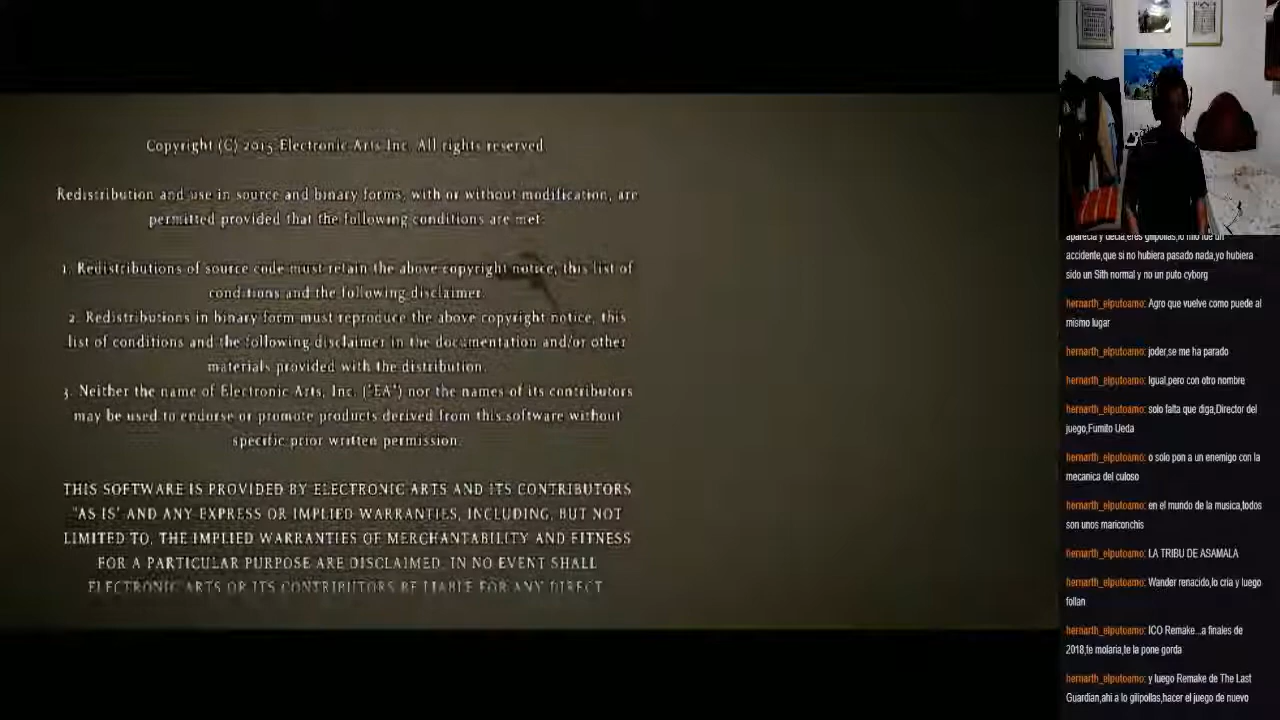 Copyright (C) 2015 Electronic Arts Inc. All rights reserved.
Redistribution and use in source and binary forms, with or without modification, are
permitted provided that the following conditions are met:
1. Redistributions of source code must retain the above copyright notice, this list of
conditions and the following disclaimer.
2. Redistributions in binary form must reproduce the above copyright notice, this
list of conditions and the following disclaimer in the documentation and/or other
materials provided with the distribution.
3. Neither the name of Electronic Arts, Inc. ("EA") nor the names of its contributors
may be used to endorse or promote products derived from this software without
specific prior written permission.
THIS SOFTWARE IS PROVIDED BY ELECTRONIC ARTS AND ITS CONTRIBUTORS
"AS IS" AND ANY EXPRESS OR IMPLIED WARRANTIES, INCLUDING, BUT NOT
LIMITED TO, THE IMPLIED WARRANTIES OF MERCHANTABILITY AND FITNESS
FOR A PARTICULAR PURPOSE ARE DISCLAIMED. IN NO EVENT SHALL
ELECTRONIC ARTS OR ITS CONTRIBUTORS BE LIABLE FOR ANY DIRECT
aparecia y decia,eres gilipollas,lo mio fue un
accidente,que si no hubiera pasado nada,yo hubiera
sido un Sith normal y no un puto cyborg
hernarth_elputoamo: Agro que vuelve como puede al
mismo lugar
hernarth_elputoamo: joder,se me ha parado
hernarth_elputoamo: Igual,pero con otro nombre
hernarth_elputoamo: solo falta que diga,Director del
juego,Fumito Ueda
hernarth_elputoamo: o solo pon a un enemigo con la
mecanica del culoso
hernarth_elputoamo: en el mundo de la musica,todos
son unos mariconchis
hernarth_elputoamo: LA TRIBU DE ASAMALA
hernarth_elputoamo: Wander renacido,lo cria y luego
follan
hernarth_elputoamo: ICO Remake...a finales de
2018,te molaria,te la pone gorda
hernarth_elputoamo: y luego Remake de The Last
Guardian,ahi a lo gilipollas,hacer el juego de nuevo